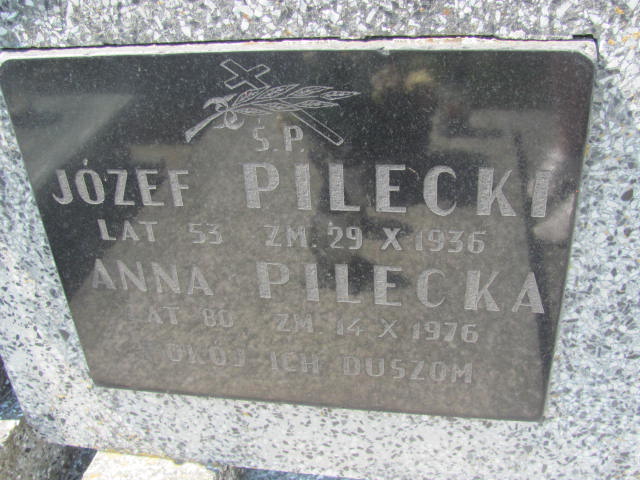 Ś.P.
JÓZEF PILECKI
LAT 53 ZM. 29 X 1936
ANNA PILECKA
LAT 80 ZM 14 X 1976
POKÓJ ICH DUSZOM